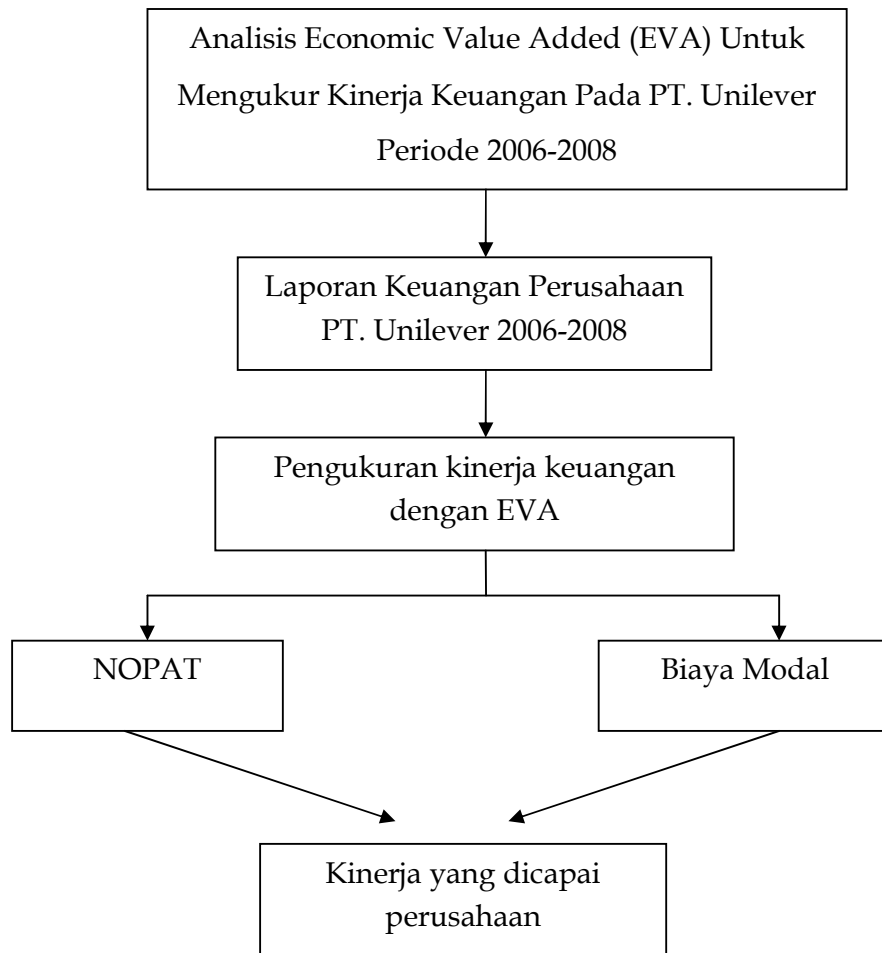 Analisis Economic Value Added (EVA) Untuk
Mengukur Kinerja Keuangan Pada PT. Unilever
Periode 2006-2008
Laporan Keuangan Perusahaan
PT. Unilever 2006-2008
Pengukuran kinerja keuangan
dengan EVA
NOPAT
Biaya Modal
Kinerja yang dicapai
perusahaan